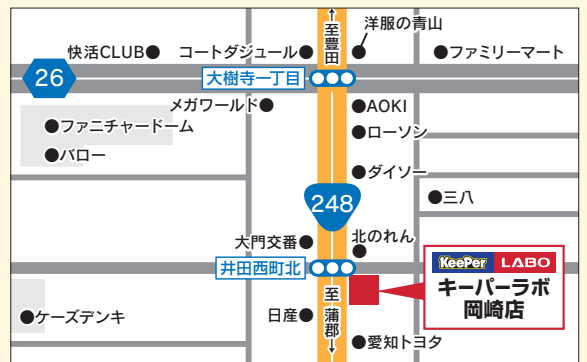 至豊田
洋服の青山
快活CLUB
コートダジュール
ファミリーマート
26
大樹寺一丁目
メガワールド
AOKI
ファニチャードーム
ローソン
バロー
ダイソー
三八
248
大門交番
北のれん
井田西町北
KeePer LABO
キーパーラボ
岡崎店
至 蒲郡
日産
ケーズデンキ
愛知トヨタ